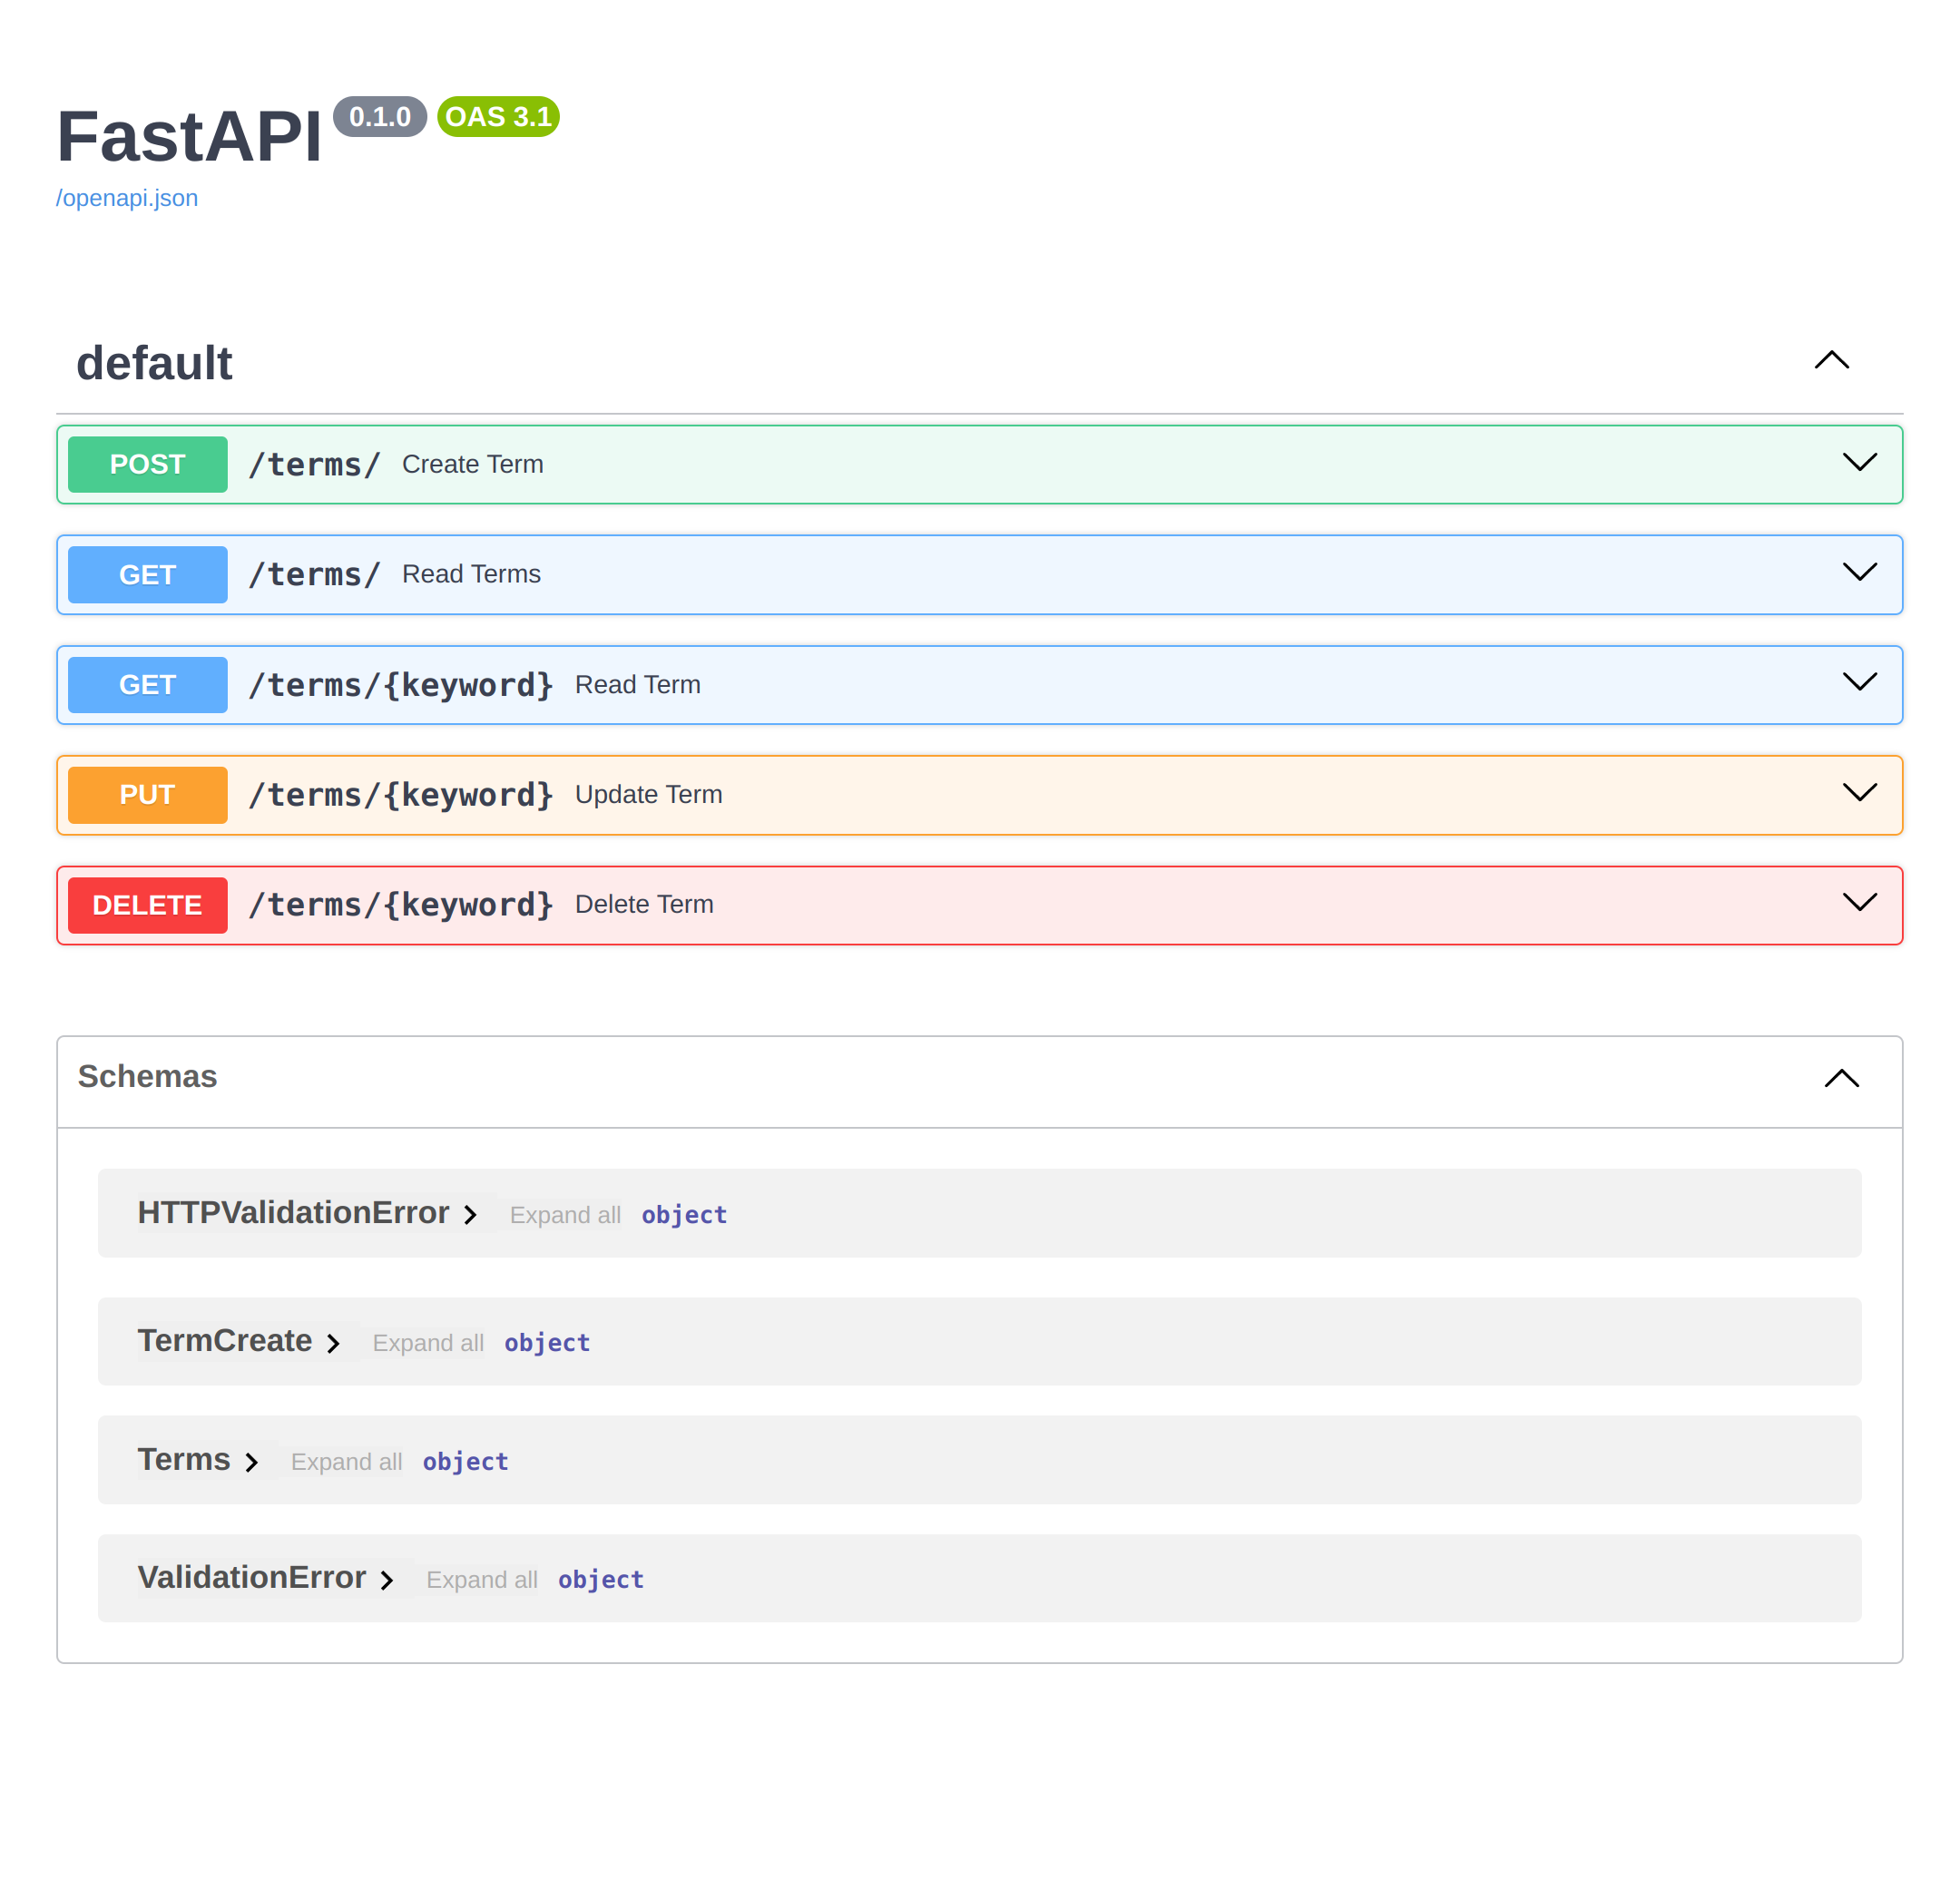 FastAPI 0.1.0 OAS 3.1
/openapi.json
default
POST /terms/ Create Term
GET /terms/ Read Terms
GET /terms/{keyword} Read Term
PUT /terms/{keyword} Update Term
DELETE /terms/{keyword} Delete Term
Schemas
HTTPValidationError Expand all object
TermCreate Expand all object
Terms Expand all object
ValidationError Expand all object